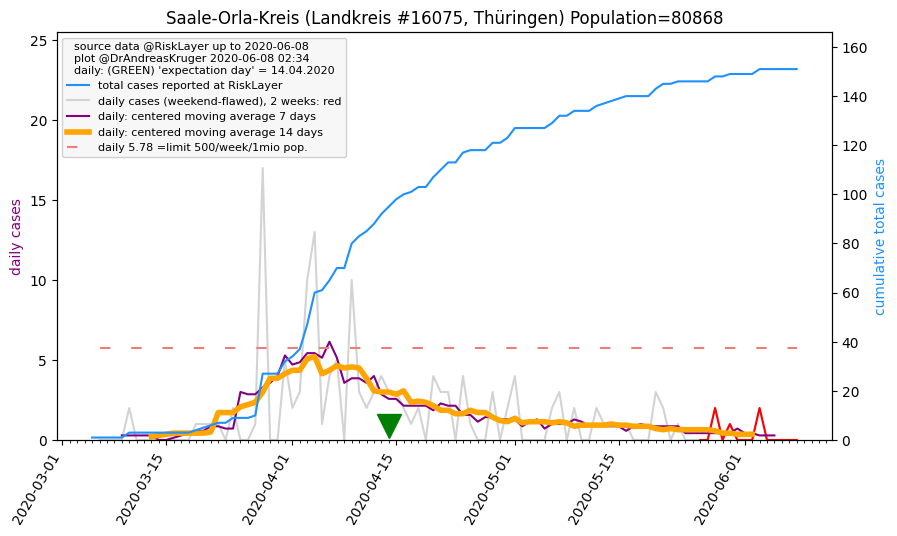 Saale-Orla-Kreis (Landkreis #16075, Thüringen) Population=80868
source data @RiskLayer up to 2020-06-08
plot @DrAndreasKruger 2020-06-08 02:34
daily: (GREEN) 'expectation day' = 14.04.2020
total cases reported at RiskLayer
daily cases (weekend-flawed), 2 weeks: red
daily: centered moving average 7 days
daily: centered moving average 14 days
daily 5.78 =limit 500/week/1mio pop.
daily cases
25
20
15
10
5
0
cumulative total cases
160
140
120
100
80
60
40
20
0
2020-03-01
2020-03-15
2020-04-01
2020-04-15
2020-05-01
2020-05-15
2020-06-01